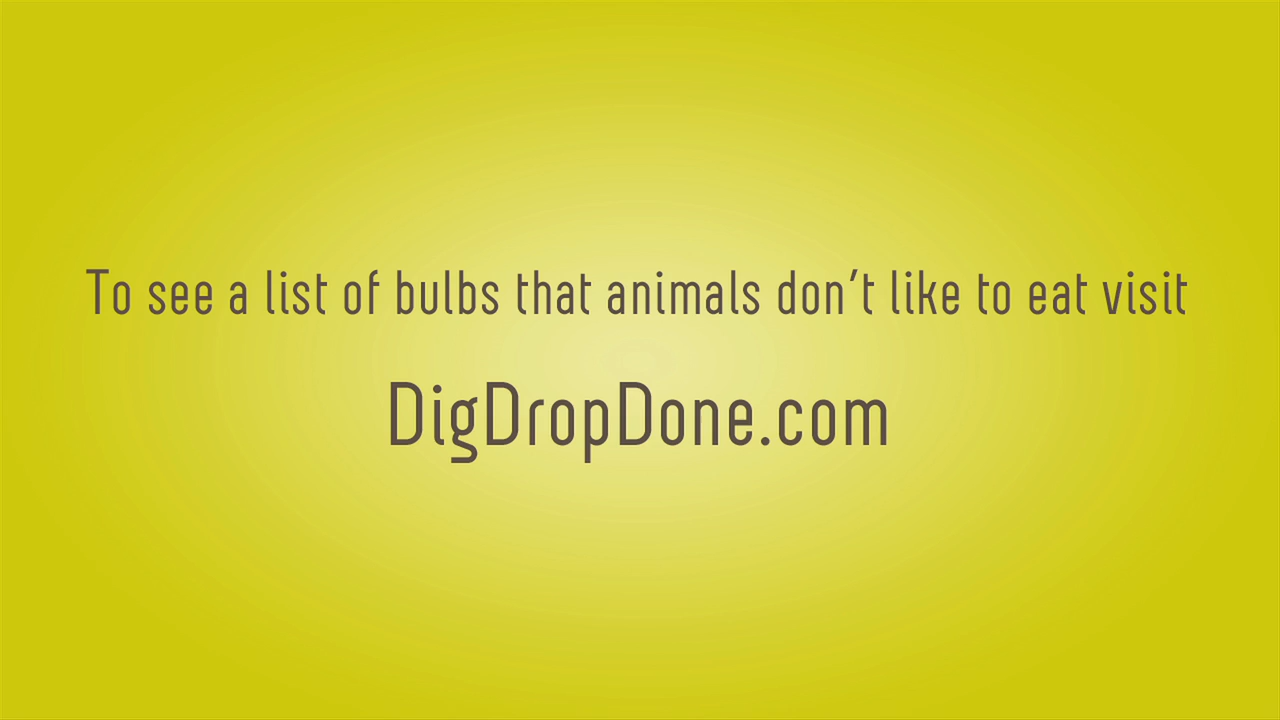 To see a list of bulbs that animals don't like to eat visit
DigDropDone.com